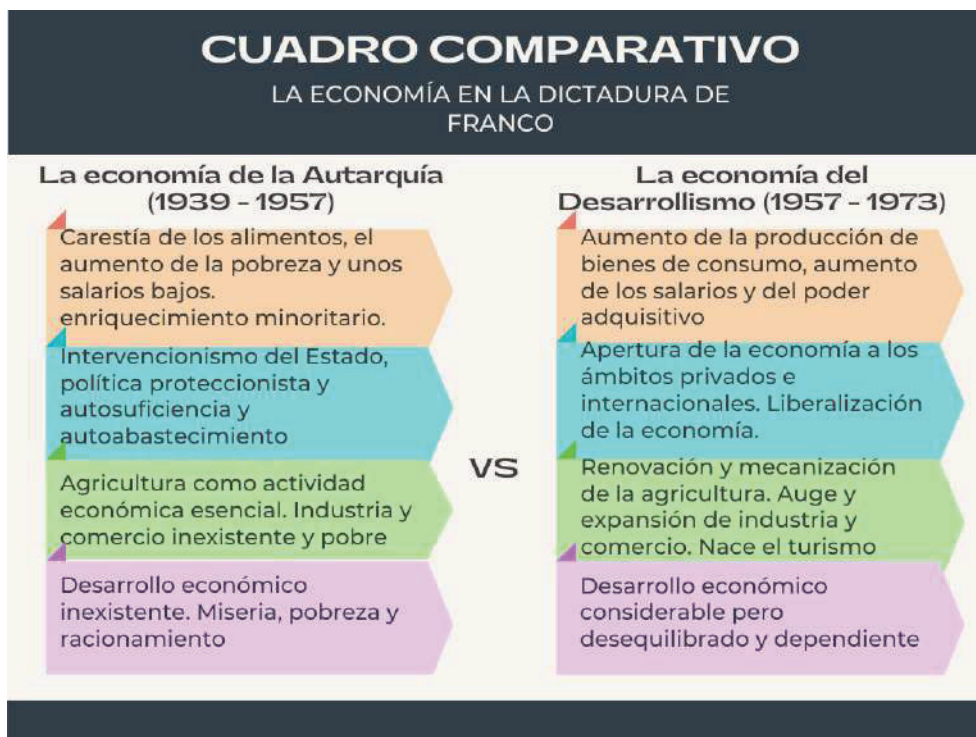 CUADRO COMPARATIVO
LA ECONOMÍA EN LA DICTADURA DE
FRANCO
La economía de la Autarquía
(1939 - 1957)
Carestía de los alimentos, el
aumento de la pobreza y unos
salarios bajos.
enriquecimiento minoritario.
Intervencionismo del Estado,
política proteccionista y
autosuficiencia y
autoabastecimiento
Agricultura como actividad
económica esencial. Industria y
comercio inexistente y pobre
Desarrollo económico
inexistente. Miseria, pobreza y
racionamiento
VS
La economía del
Desarrollismo (1957 - 1973)
Aumento de la producción de
bienes de consumo, aumento
de los salarios y del poder
adquisitivo
Apertura de la economía a los
ámbitos privados e
internacionales. Liberalización
de la economía.
Renovación y mecanización
de la agricultura. Auge y
expansión de industria y
comercio. Nace el turismo
Desarrollo económico
considerable pero
desequilibrado y dependiente